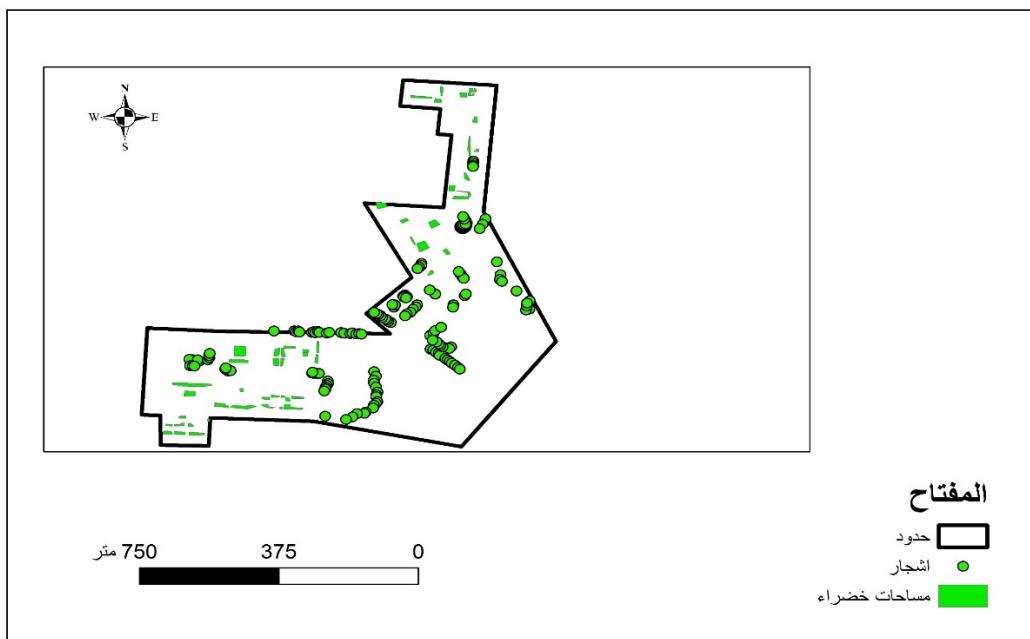 N
W E
S
المفتاح
حدود
اشجار
مساحات خضراء
0 375 750 متر